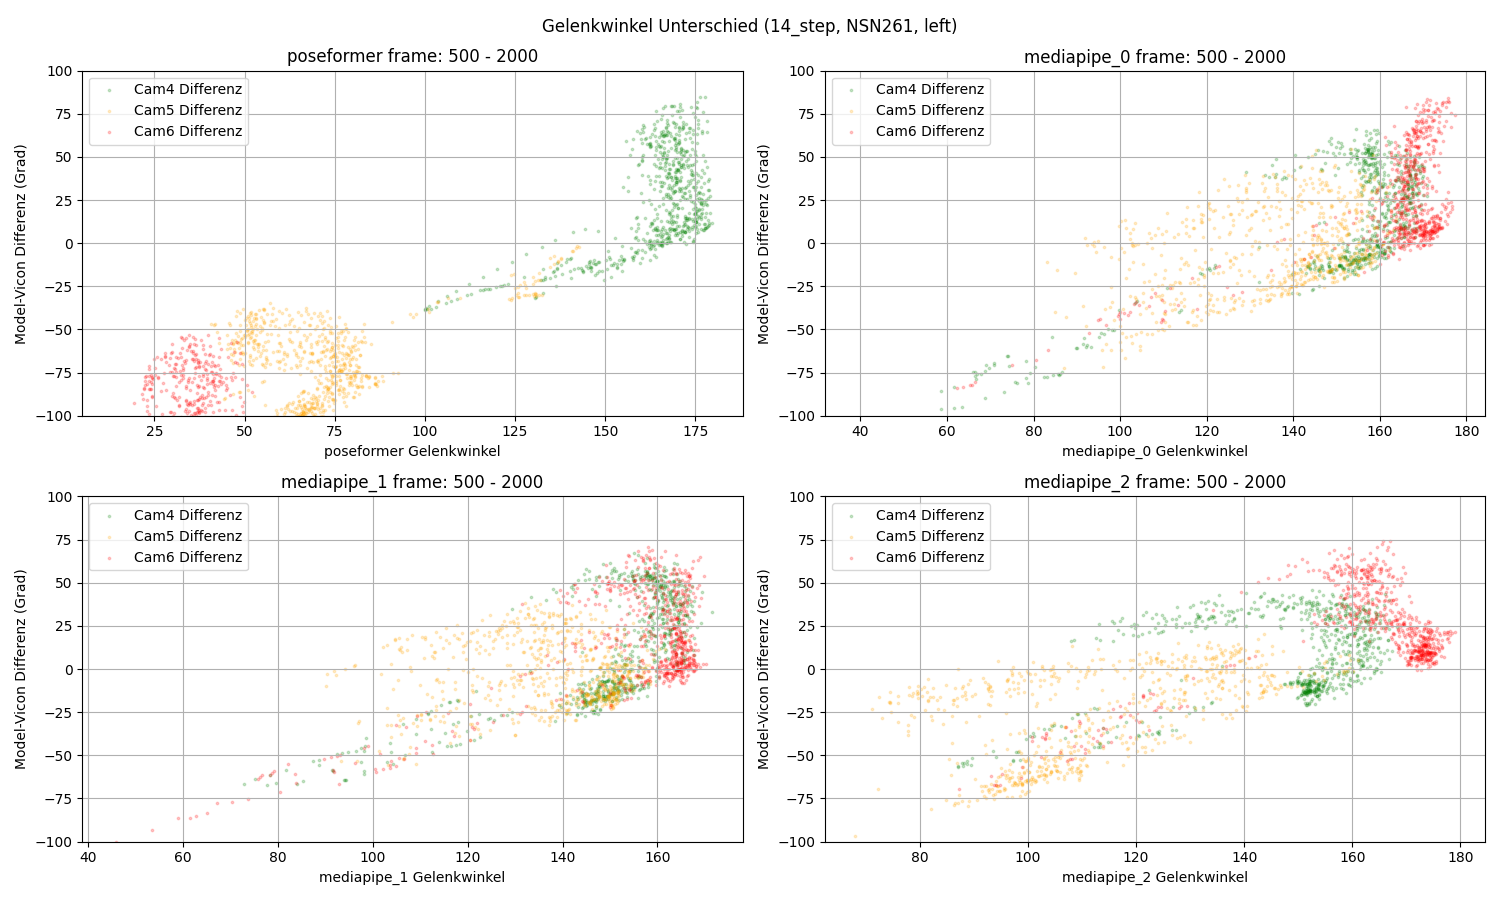 Gelenkwinkel Unterschied (14_step, NSN261, left)
poseformer frame: 500 - 2000
Model-Vicon Differenz (Grad)
100
75
50
25
0
−25
−50
−75
−100
Cam4 Differenz
Cam5 Differenz
Cam6 Differenz
25 50 75 100 125 150 175
poseformer Gelenkwinkel
mediapipe_0 frame: 500 - 2000
Model-Vicon Differenz (Grad)
100
75
50
25
0
−25
−50
−75
−100
Cam4 Differenz
Cam5 Differenz
Cam6 Differenz
40 60 80 100 120 140 160 180
mediapipe_0 Gelenkwinkel
mediapipe_1 frame: 500 - 2000
Model-Vicon Differenz (Grad)
100
75
50
25
0
−25
−50
−75
−100
Cam4 Differenz
Cam5 Differenz
Cam6 Differenz
40 60 80 100 120 140 160
mediapipe_1 Gelenkwinkel
mediapipe_2 frame: 500 - 2000
Model-Vicon Differenz (Grad)
100
75
50
25
0
−25
−50
−75
−100
Cam4 Differenz
Cam5 Differenz
Cam6 Differenz
80 100 120 140 160 180
mediapipe_2 Gelenkwinkel